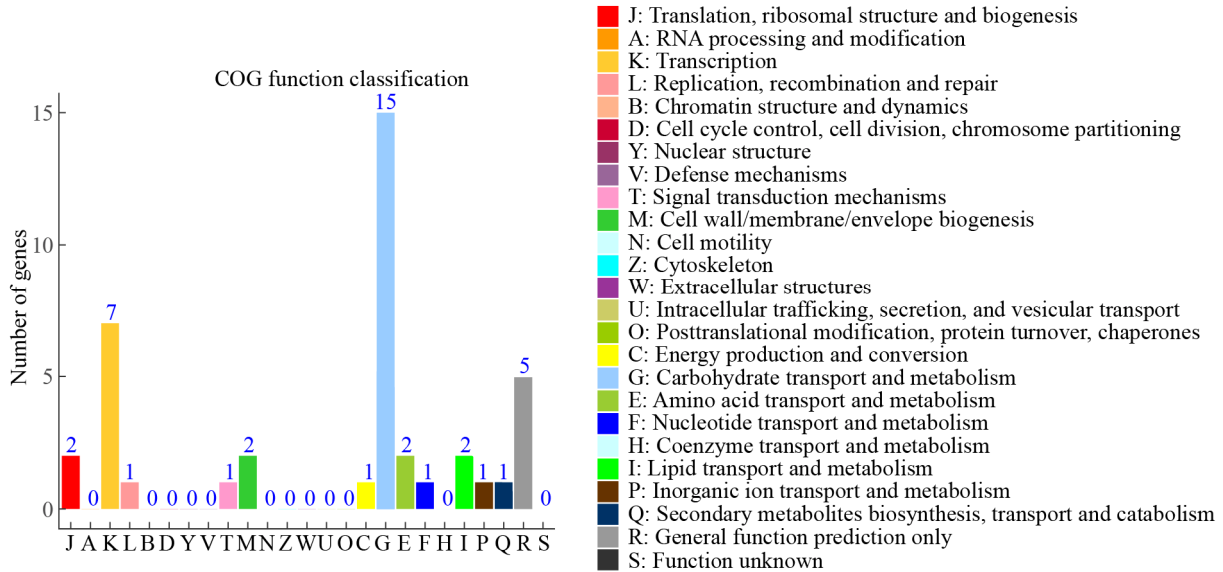 COG function classification
Number of genes
15
10
5
0
2 0 7 1 0 0 0 0 1 2 0 0 0 0 0 1 15 2 1 0 2 1 1 5 0
J A K L B D Y V T M N Z W U O C G E F H I P Q R S
J: Translation, ribosomal structure and biogenesis
A: RNA processing and modification
K: Transcription
L: Replication, recombination and repair
B: Chromatin structure and dynamics
D: Cell cycle control, cell division, chromosome partitioning
Y: Nuclear structure
V: Defense mechanisms
T: Signal transduction mechanisms
M: Cell wall/membrane/envelope biogenesis
N: Cell motility
Z: Cytoskeleton
W: Extracellular structures
U: Intracellular trafficking, secretion, and vesicular transport
O: Posttranslational modification, protein turnover, chaperones
C: Energy production and conversion
G: Carbohydrate transport and metabolism
E: Amino acid transport and metabolism
F: Nucleotide transport and metabolism
H: Coenzyme transport and metabolism
I: Lipid transport and metabolism
P: Inorganic ion transport and metabolism
Q: Secondary metabolites biosynthesis, transport and catabolism
R: General function prediction only
S: Function unknown